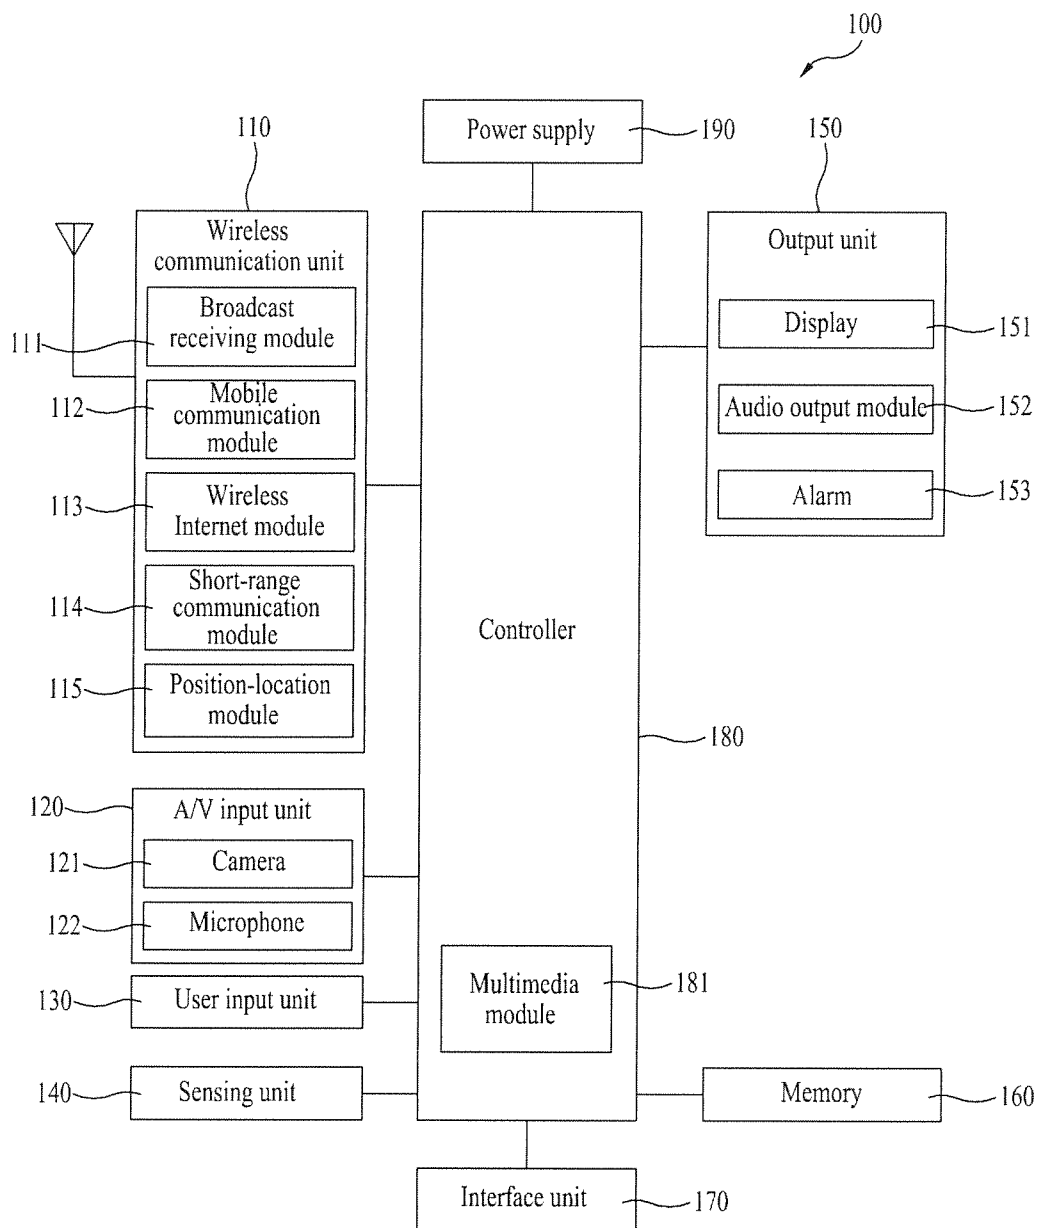 100
Power supply
190
110
150
Wireless
communication unit
Output unit
Broadcast
receiving module
111
Display
151
Mobile
communication
module
112
Audio output module
152
Wireless
Internet module
113
Alarm
153
Short-range
communication
module
114
Controller
Position-location
module
115
180
120
A/V input unit
121
Camera
122
Microphone
Multimedia
module
181
130
User input unit
140
Sensing unit
Memory
160
Interface unit
170